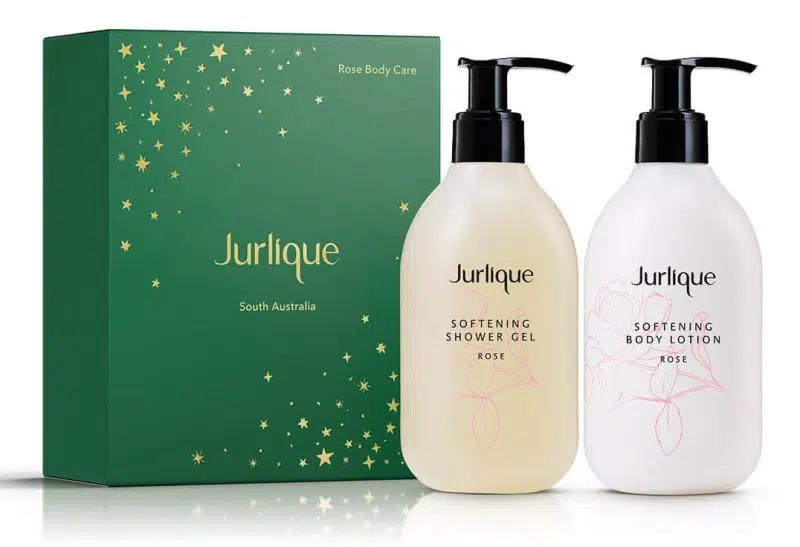 Rose Body Care
Jurlique
South Australia
Jurlique
SOFTENING
SHOWER GEL
ROSE
Jurlique
SOFTENING
BODY LOTION
ROSE